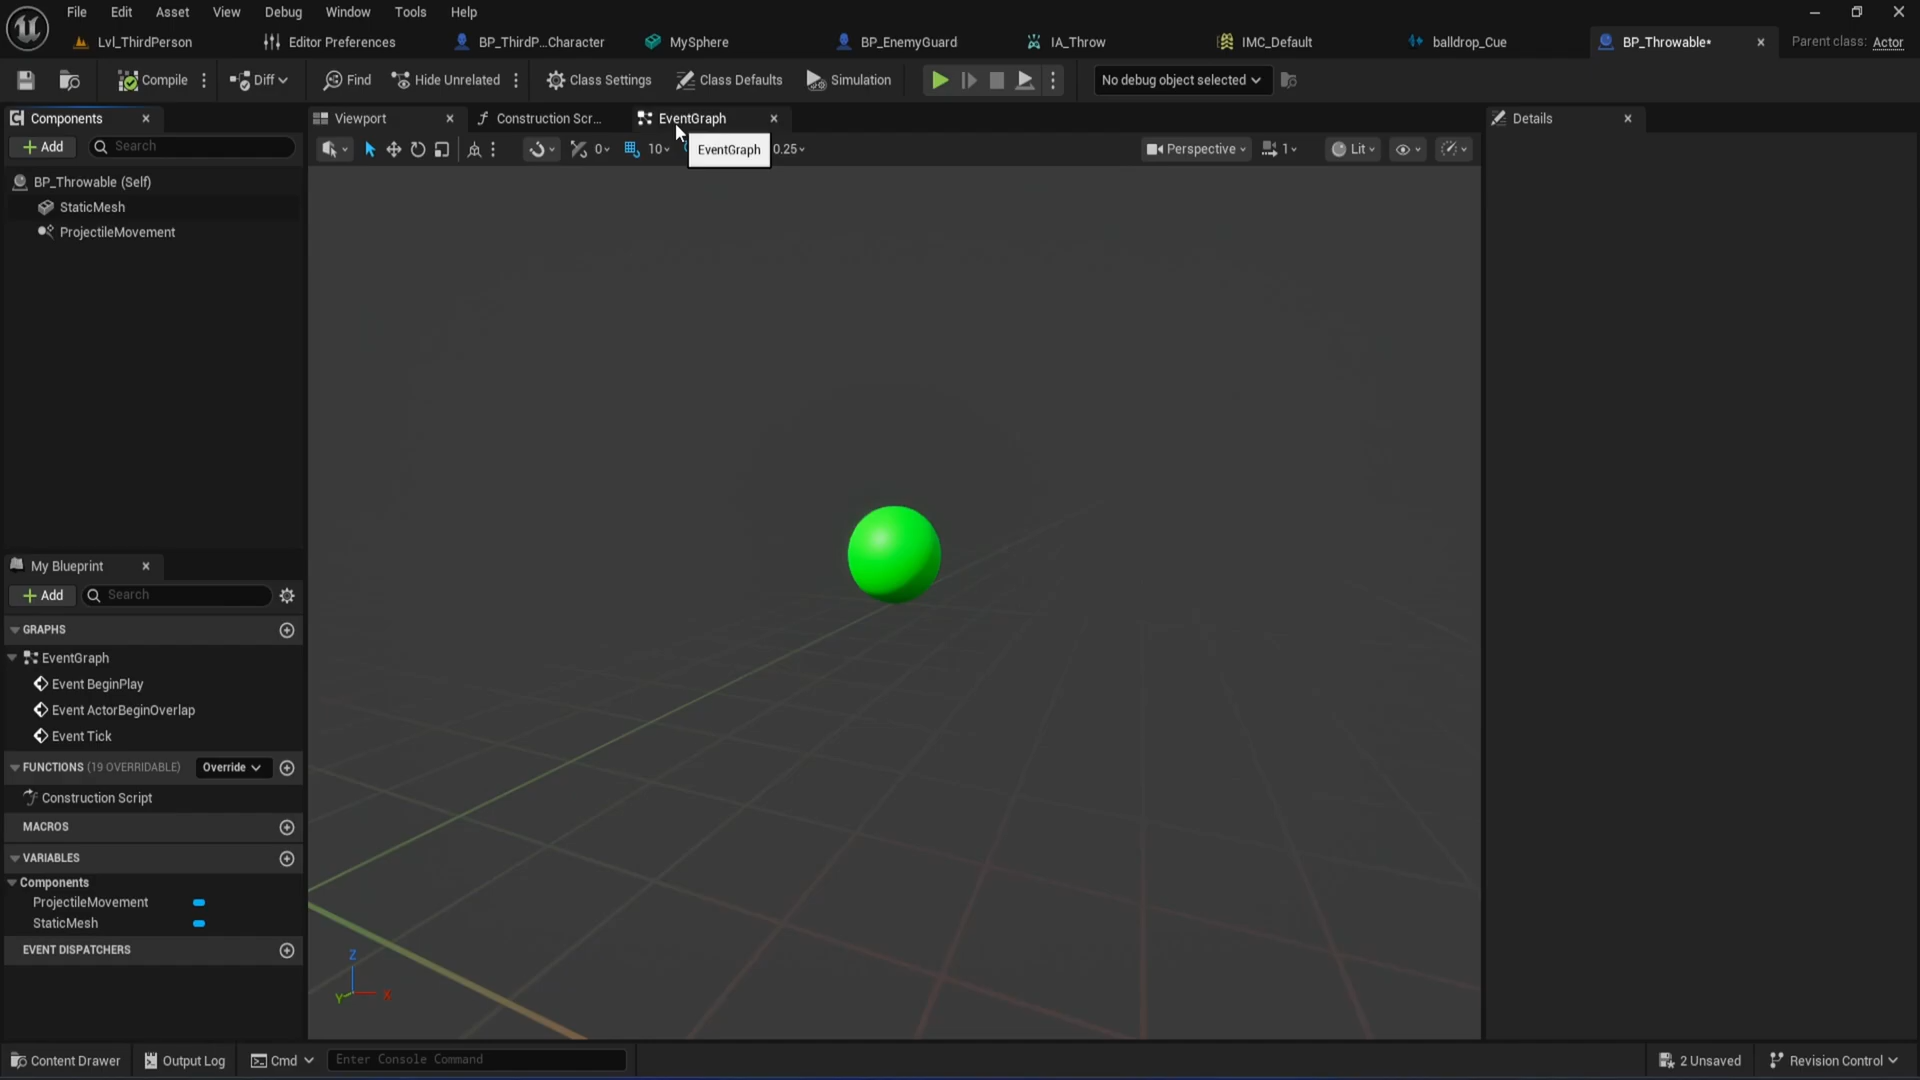 File Edit Asset View Debug Window Tools Help
Lvl_ThirdPerson Editor Preferences BP_ThirdP...Character MySphere BP_EnemyGuard IA_Throw IMC_Default balldrop_Cue BP_Throwable* Parent class: Actor
Compile Diff Find Hide Unrelated Class Settings Class Defaults Simulation No debug object selected
Components Viewport Construction Scr... EventGraph Details
Add Search 0 10 0.25 Perspective 1 Lit
EventGraph
BP_Throwable (Self)
StaticMesh
ProjectileMovement
My Blueprint
Add Search
GRAPHS
EventGraph
Event BeginPlay
Event ActorBeginOverlap
Event Tick
FUNCTIONS (19 OVERRIDABLE) Override
Construction Script
MACROS
VARIABLES
Components
ProjectileMovement
StaticMesh
EVENT DISPATCHERS
Z
Y X
Content Drawer Output Log Cmd Enter Console Command 2 Unsaved Revision Control